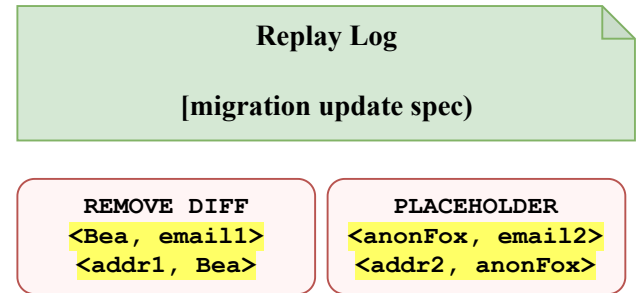 Replay Log
[migration update spec)
REMOVE DIFF
<Bea, email1>
<addr1, Bea>
PLACEHOLDER
<anonFox, email2>
<addr2, anonFox>